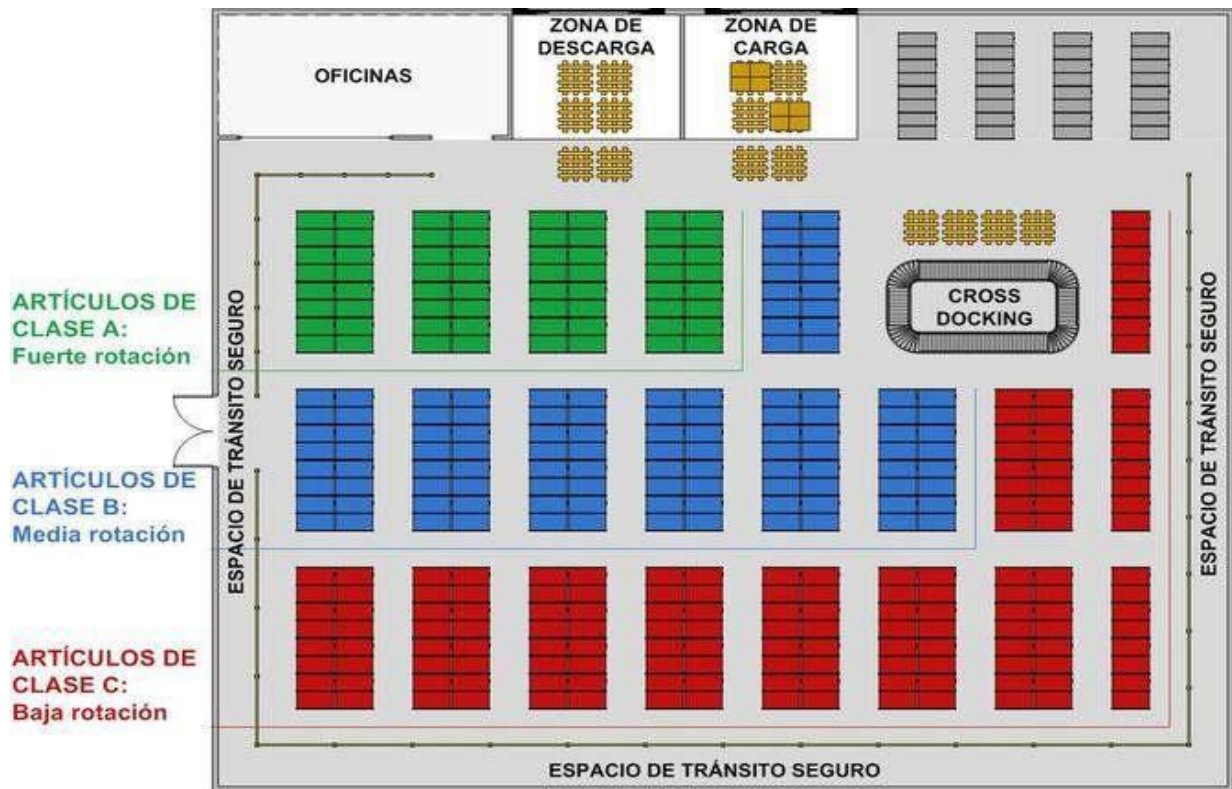 OFICINAS
ZONA DE
DESCARGA
ZONA DE
CARGA
CROSS
DOCKING
ARTÍCULOS DE
CLASE A:
Fuerte rotación
ARTÍCULOS DE
CLASE B:
Media rotación
ARTÍCULOS DE
CLASE C:
Baja rotación
ESPACIO DE TRÁNSITO SEGURO
ESPACIO DE TRÁNSITO SEGURO
ESPACIO DE TRÁNSITO SEGURO